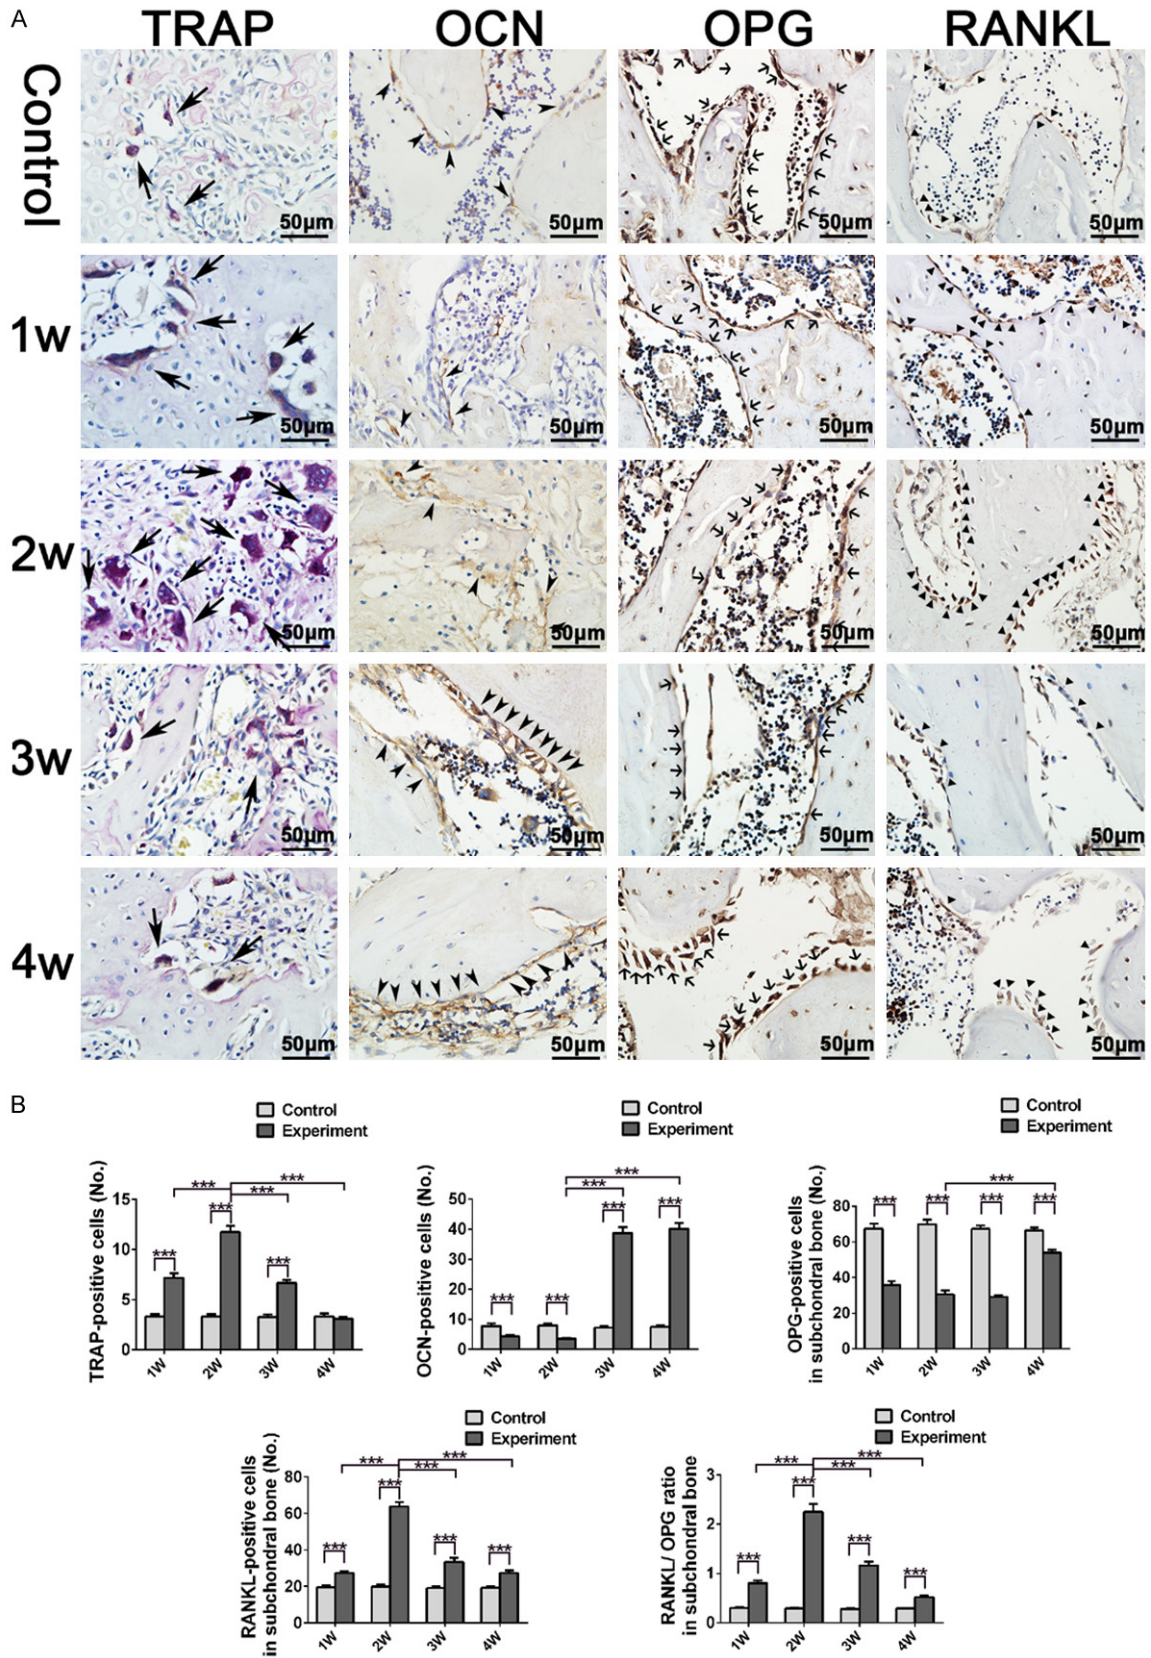 A
TRAP OCN OPG RANKL
Control
50µm 50µm 50µm 50µm
1w
50µm 50µm 50µm 50µm
2w
50µm 50µm 50µm 50µm
3w
50µm 50µm 50µm 50µm
4w
50µm 50µm 50µm 50µm
B
Control
Experiment
TRAP-positive cells (No.)
15
10
5
0
*** *** *** *** *** ***
1W 2W 3W 4W
Control
Experiment
OCN-positive cells (No.)
50
40
30
20
10
0
*** *** *** *** *** ***
1W 2W 3W 4W
Control
Experiment
OPG-positive cells
in subchondral bone (No.)
80
60
40
20
0
*** *** *** *** ***
1W 2W 3W 4W
Control
Experiment
RANKL-positive cells
in subchondral bone (No.)
80
60
40
20
0
*** *** *** *** *** *** ***
1W 2W 3W 4W
Control
Experiment
RANKL/ OPG ratio
in subchondral bone
3
2
1
0
*** *** *** *** *** *** ***
1W 2W 3W 4W